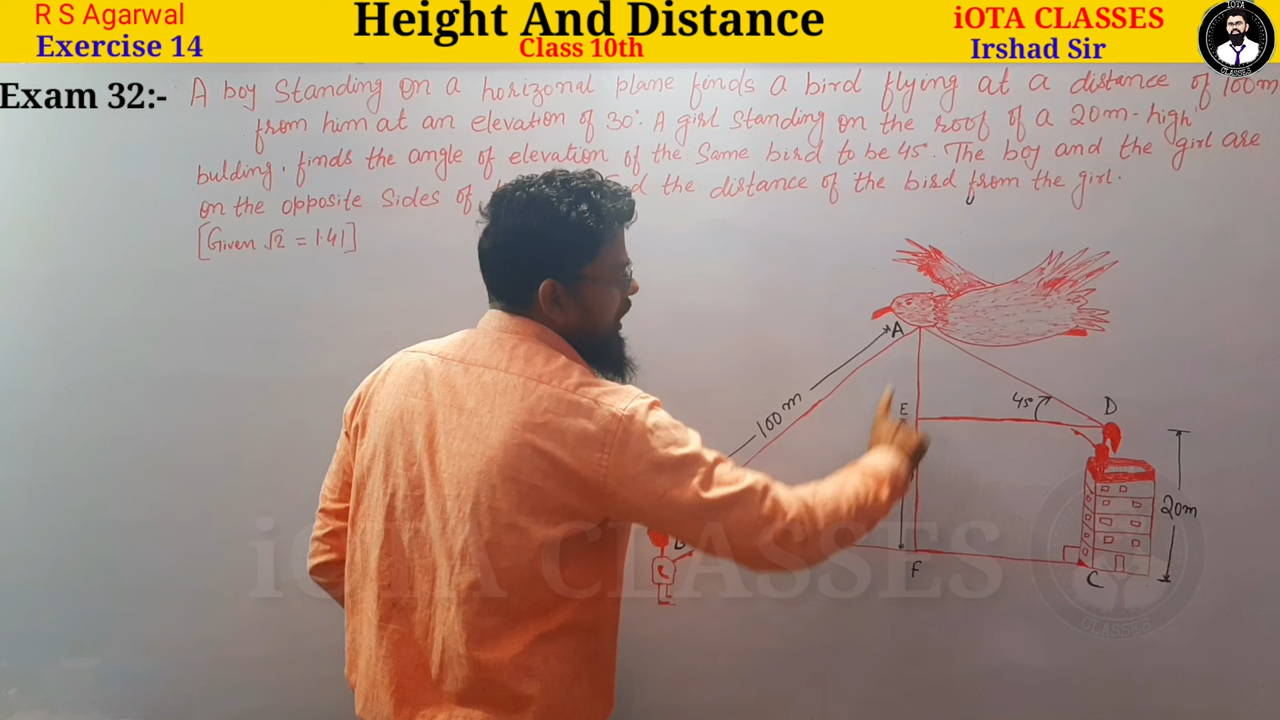 R S Agarwal
Exercise 14
Height And Distance
Class 10th
iOTA CLASSES
Irshad Sir
IOTA
CLASSES
Exam 32:-
A boy Standing on a horizonal plane finds a bird flying at a distance of 100m
from him at an elevation of 30°. A girl Standing on the roof of a 20m-high
bulding. finds the angle of elevation of the Same bird to be 45°. The boy and the girl are
on the opposite Sides of the distance of the bird from the girl.
[Given √2 = 1.41]
A
100m
E
45°
D
20m
B
F
C
iOTA CLASSES
CLASSES